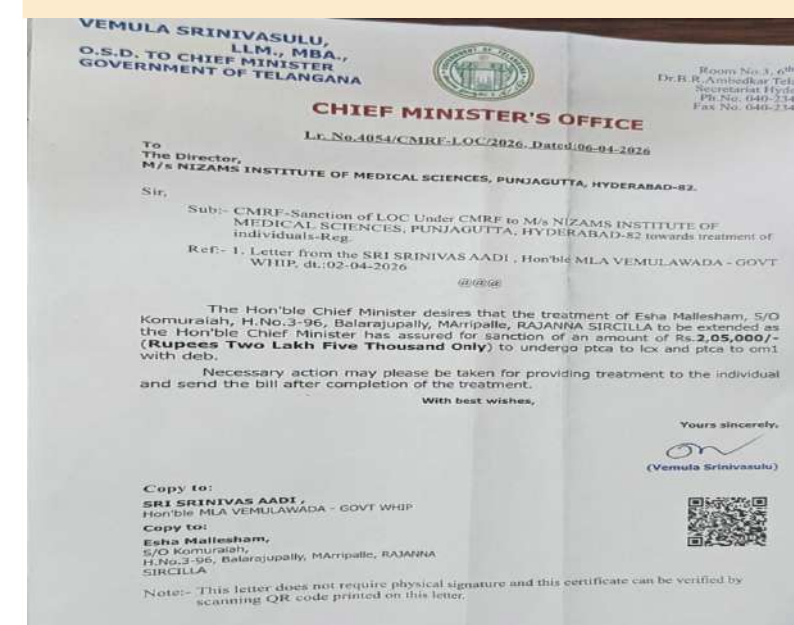 VEMULA SRINIVASULU,
LLM., MBA.,
O.S.D. TO CHIEF MINISTER
GOVERNMENT OF TELANGANA
Room No.3, 6th
Dr.B.R.Ambedkar Tel
Secretariat Hyd
Ph.No. 040-234
Fax No. 040-234
CHIEF MINISTER'S OFFICE
Lr. No.4054/CMRF-LOC/2026, Dated:06-04-2026
To
The Director,
M/s NIZAMS INSTITUTE OF MEDICAL SCIENCES, PUNJAGUTTA, HYDERABAD-82.
Sir,
Sub:- CMRF-Sanction of LOC Under CMRF to M/s NIZAMS INSTITUTE OF
MEDICAL SCIENCES, PUNJAGUTTA, HYDERABAD-82 towards treatment of
individuals-Reg.
Ref:- 1. Letter from the SRI SRINIVAS AADI , Hon'ble MLA VEMULAWADA - GOVT
WHIP, dt.:02-04-2026
@@@
The Hon'ble Chief Minister desires that the treatment of Esha Mallesham, S/O
Komuraiah, H.No.3-96, Balarajupally, MArripalle, RAJANNA SIRCILLA to be extended as
the Hon'ble Chief Minister has assured for sanction of an amount of Rs.2,05,000/-
(Rupees Two Lakh Five Thousand Only) to undergo ptca to lcx and ptca to om1
with deb.
Necessary action may please be taken for providing treatment to the individual
and send the bill after completion of the treatment.
With best wishes,
Yours sincerely,
(Vemula Srinivasulu)
Copy to:
SRI SRINIVAS AADI ,
Hon'ble MLA VEMULAWADA - GOVT WHIP
Copy to:
Esha Mallesham,
S/O Komuraiah,
H.No.3-96, Balarajupally, MArripalle, RAJANNA
SIRCILLA
Note:- This letter does not require physical signature and this certificate can be verified by
scanning QR code printed on this letter.